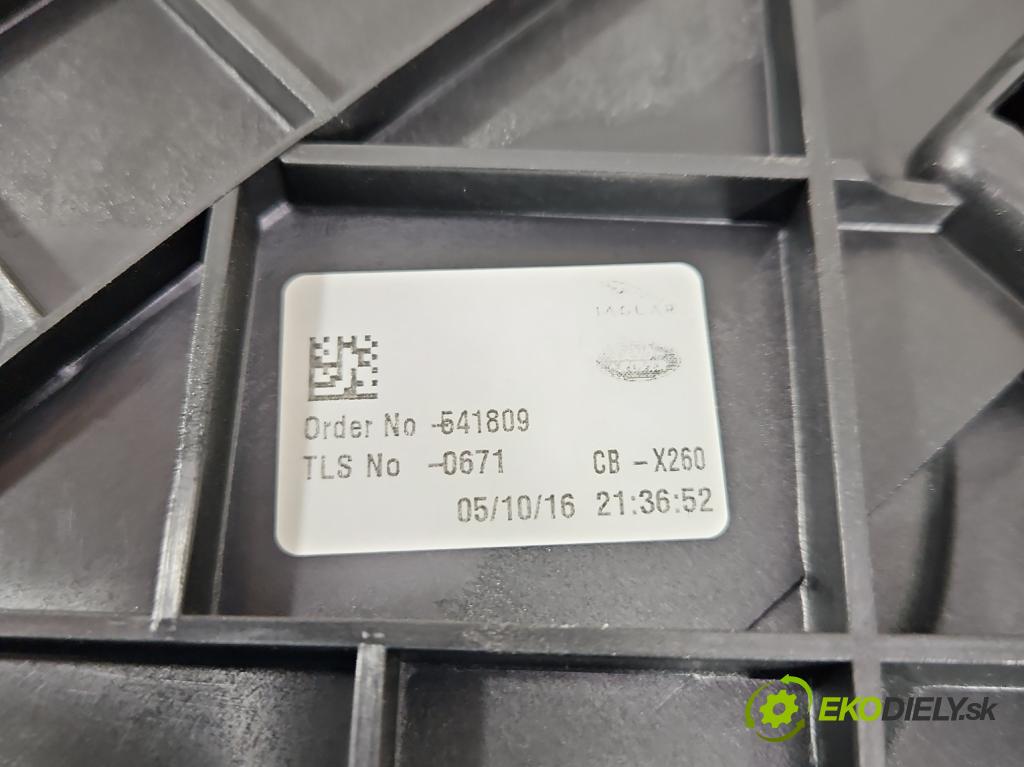 JAGUAR
Order No -541809
TLS No -0671 CB - X260
05/10/16 21:36:52
EKODIELY.sk